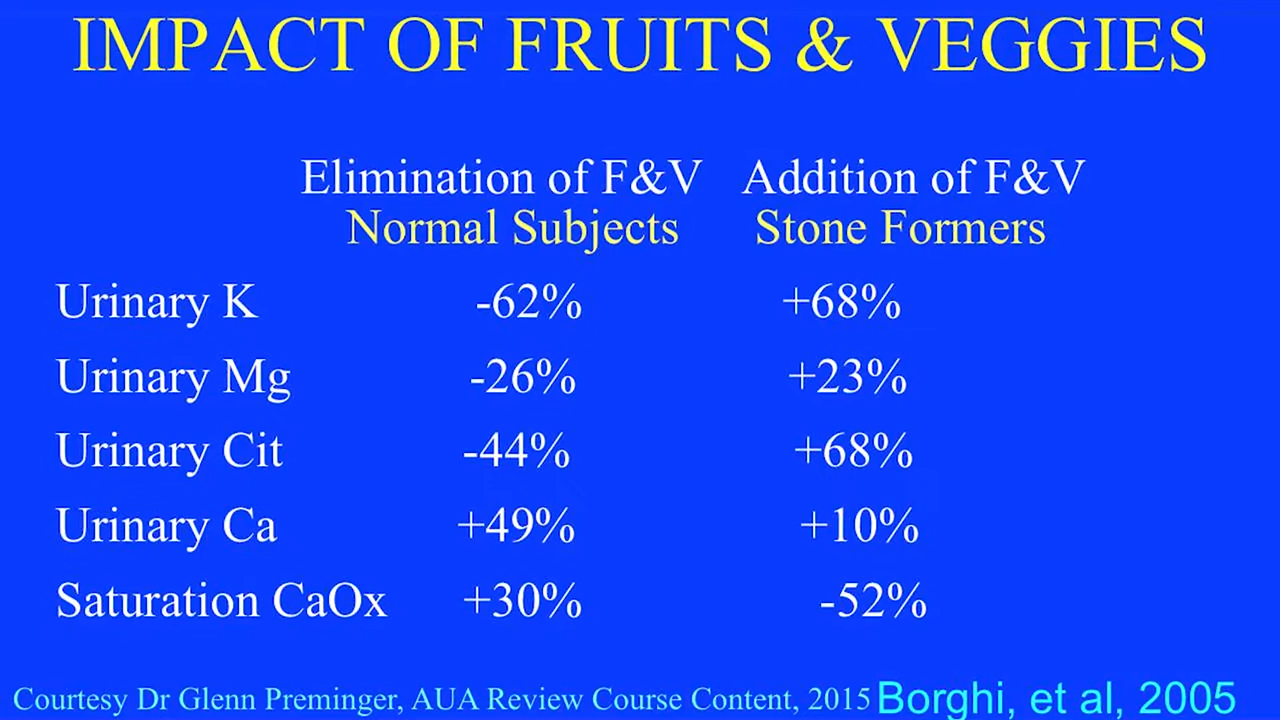 IMPACT OF FRUITS & VEGGIES
Elimination of F&V Addition of F&V
Normal Subjects Stone Formers
Urinary K -62% +68%
Urinary Mg -26% +23%
Urinary Cit -44% +68%
Urinary Ca +49% +10%
Saturation CaOx +30% -52%
Courtesy Dr Glenn Preminger, AUA Review Course Content, 2015 Borghi, et al, 2005